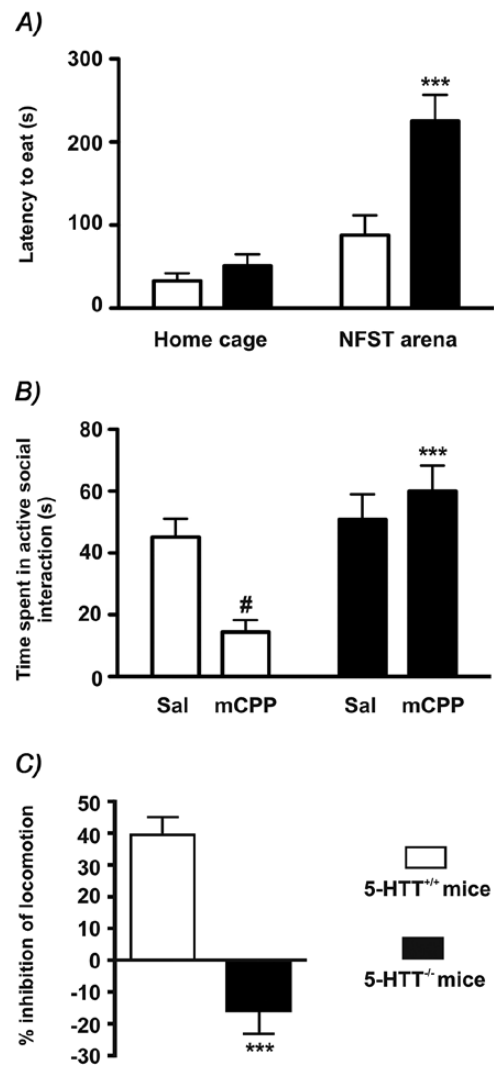 A)
Latency to eat (s)
300
200
100
0
***
Home cage
NFST arena
B)
Time spent in active social
interaction (s)
80
60
40
20
0
#
***
Sal
mCPP
Sal
mCPP
C)
% inhibition of locomotion
50
40
30
20
10
0
-10
-20
-30
***
5-HTT+/+ mice
5-HTT-/- mice